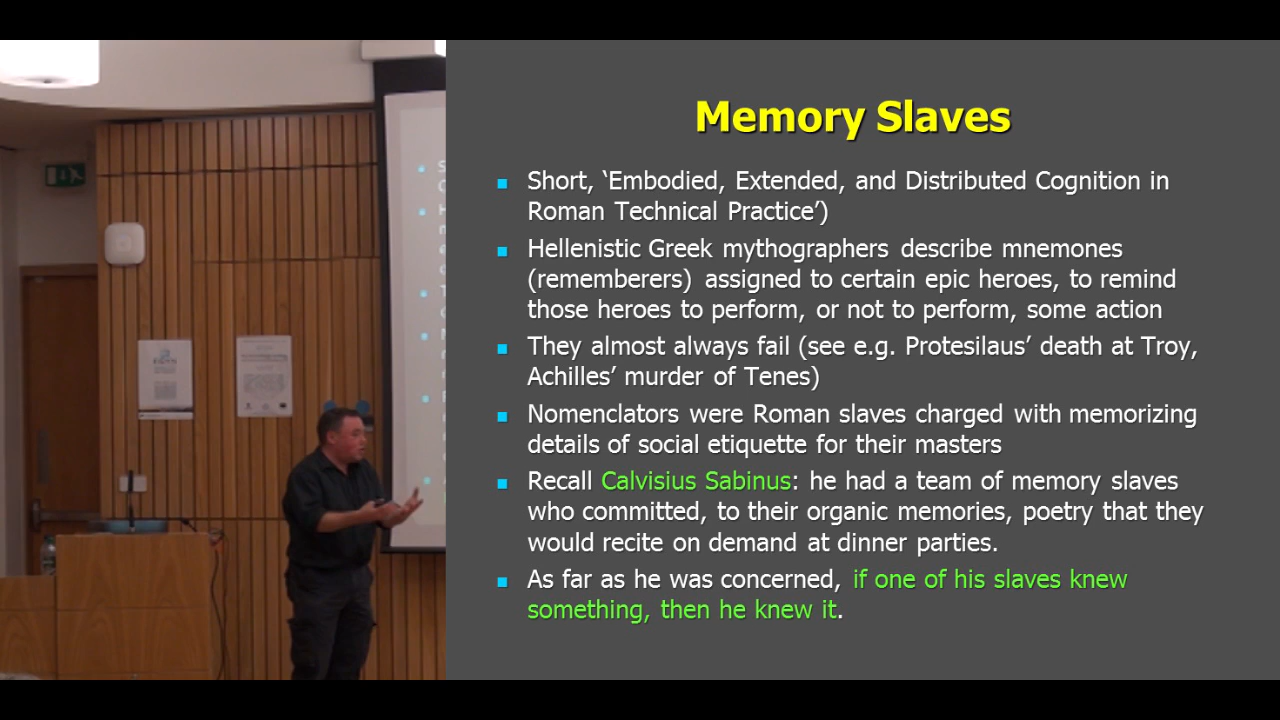 Memory Slaves
Short, ‘Embodied, Extended, and Distributed Cognition in
Roman Technical Practice’)
Hellenistic Greek mythographers describe mnemones
(rememberers) assigned to certain epic heroes, to remind
those heroes to perform, or not to perform, some action
They almost always fail (see e.g. Protesilaus’ death at Troy,
Achilles’ murder of Tenes)
Nomenclators were Roman slaves charged with memorizing
details of social etiquette for their masters
Recall Calvisius Sabinus: he had a team of memory slaves
who committed, to their organic memories, poetry that they
would recite on demand at dinner parties.
As far as he was concerned, if one of his slaves knew
something, then he knew it.